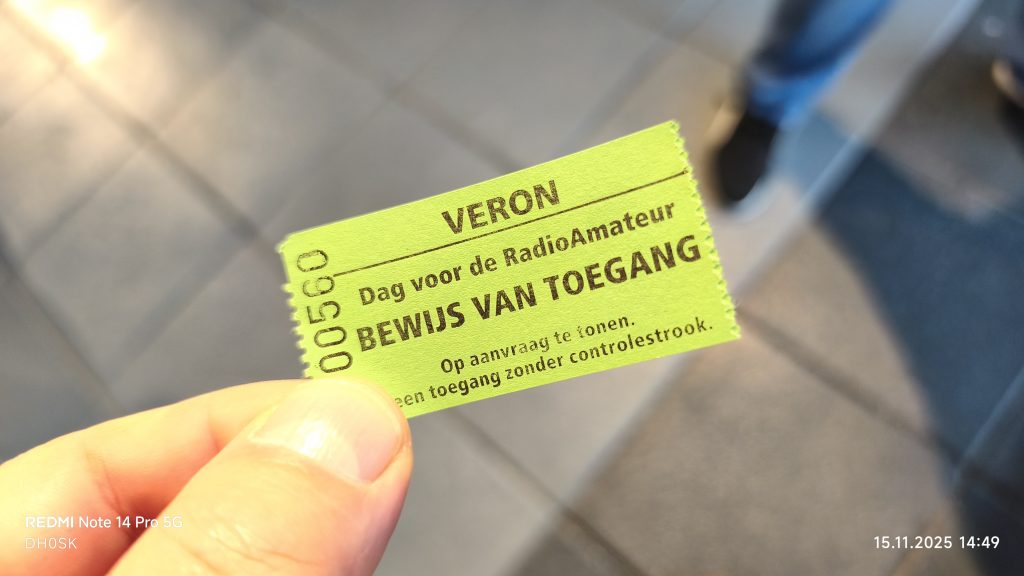 VERON
Dag voor de RadioAmateur
BEWIJS VAN TOEGANG
Op aanvraag te tonen.
een toegang zonder controlestrook.
00560
REDMI Note 14 Pro 5G
DH0SK
15.11.2025 14:49